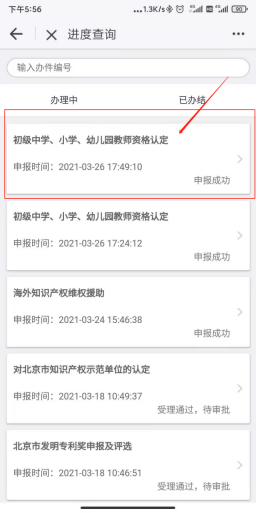 下午5:56
...1.3K/s
进度查询
输入办件编号
办理中 已办结
初级中学、小学、幼儿园教师资格认定
申报时间：2021-03-26 17:49:10
申报成功
初级中学、小学、幼儿园教师资格认定
申报时间：2021-03-26 17:24:12
申报成功
海外知识产权维权援助
申报时间：2021-03-24 15:46:38
申报成功
对北京市知识产权示范单位的认定
申报时间：2021-03-18 10:49:37
受理通过，待审批
北京市发明专利奖申报及评选
申报时间：2021-03-18 10:46:51
受理通过，待审批